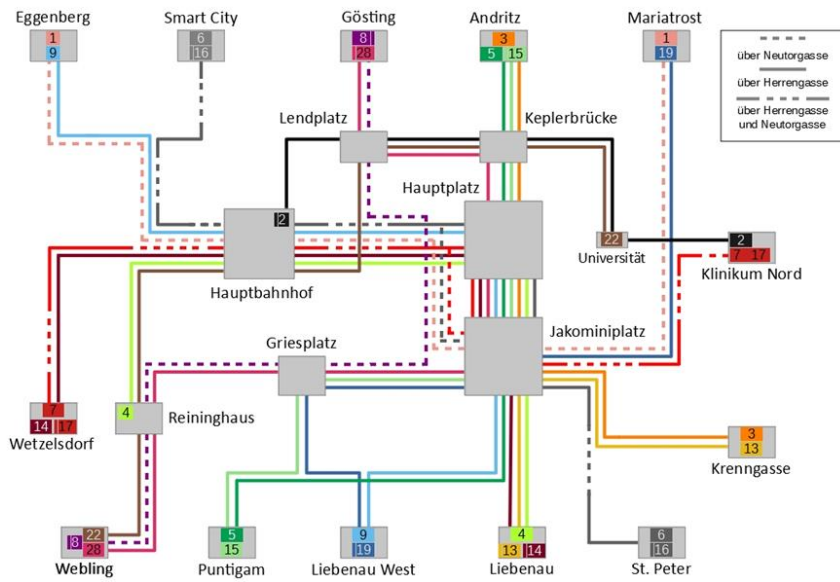 Eggenberg
1
9
Smart City
6
16
Gösting
8
28
Andritz
3
5 15
Mariatrost
1
19
über Neutorgasse
über Herrengasse
über Herrengasse
und Neutorgasse
Lendplatz
Keplerbrücke
Hauptplatz
2
Hauptbahnhof
22
Universität
2
7 17
Klinikum Nord
Griesplatz
Jakominiplatz
7
14 17
Wetzelsdorf
4
Reininghaus
3
13
Krenngasse
22
8
28
Webling
5
15
Puntigam
9
19
Liebenau West
4
13 14
Liebenau
6
16
St. Peter